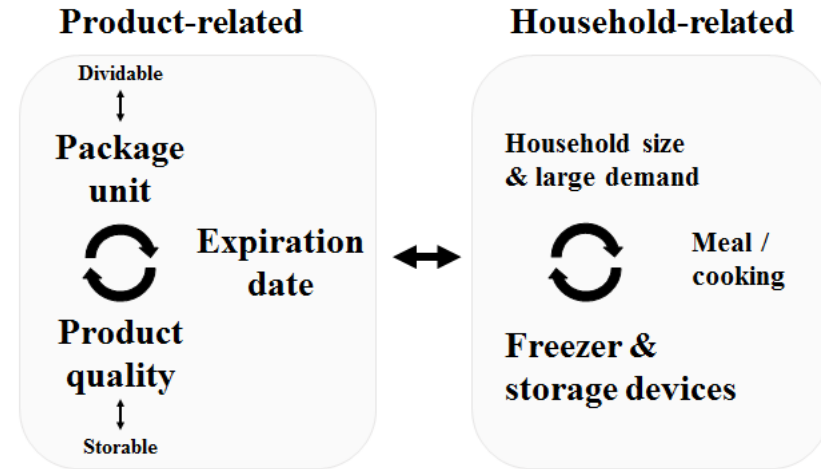 Product-related
Household-related
Dividable
Package
unit
Expiration
date
Product
quality
Storable
Household size
& large demand
Meal /
cooking
Freezer &
storage devices